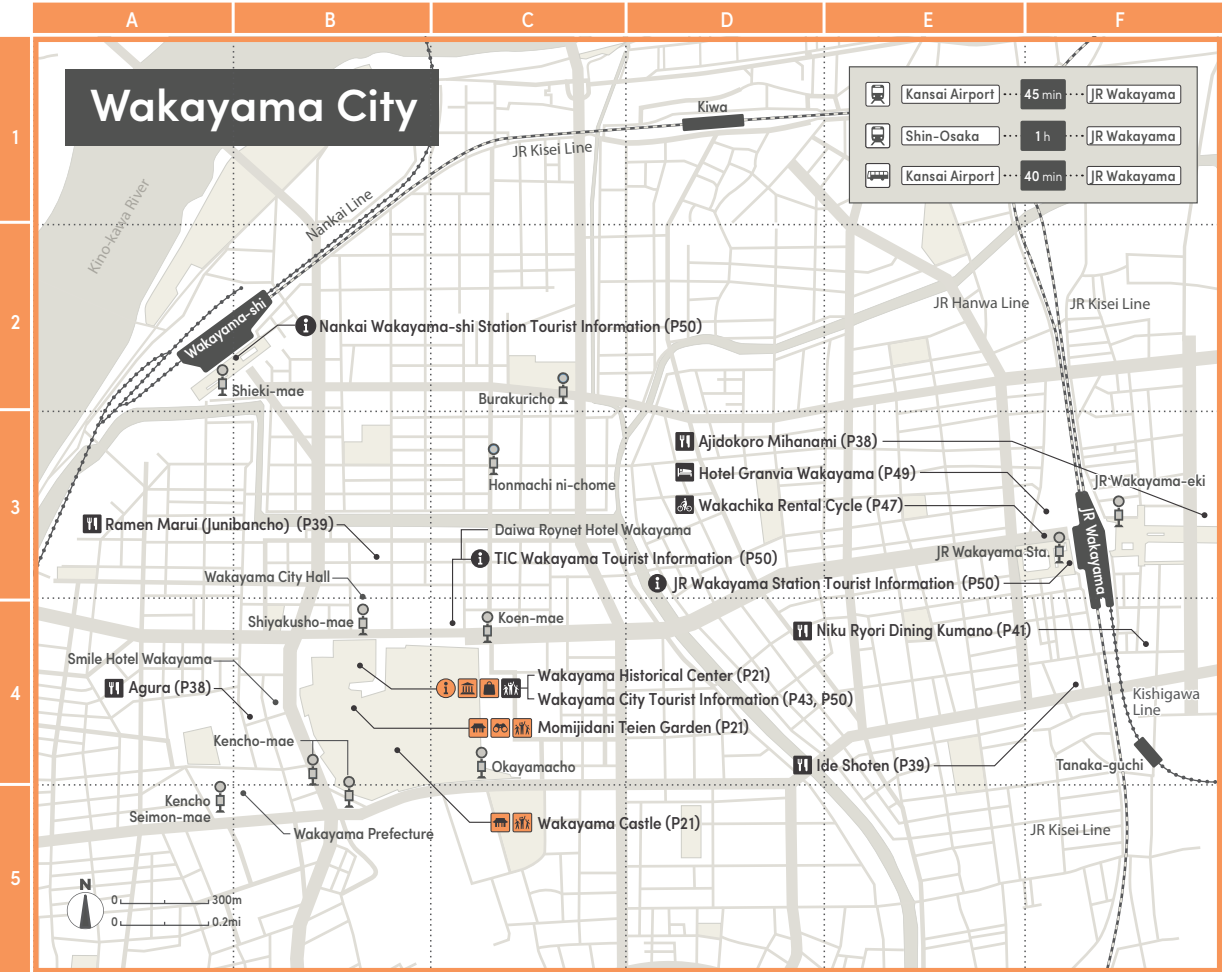 A B C D E F
1
2
3
4
5
Wakayama City
Kansai Airport 45 min JR Wakayama
Shin-Osaka 1 h JR Wakayama
Kansai Airport 40 min JR Wakayama
Kiwa
JR Kisei Line
Nankai Line
Kino-kawa River
Wakayama-shi
Nankai Wakayama-shi Station Tourist Information (P50)
JR Hanwa Line
JR Kisei Line
Shieki-mae
Burakuricho
Ajidokoro Mihanami (P38)
Hotel Granvia Wakayama (P49)
JR Wakayama-eki
Honmachi ni-chome
Wakachika Rental Cycle (P47)
Ramen Marui (Junibancho) (P39)
Daiwa Roynet Hotel Wakayama
JR Wakayama
JR Wakayama Sta.
TIC Wakayama Tourist Information (P50)
Wakayama City Hall
JR Wakayama Station Tourist Information (P50)
Shiyakusho-mae
Koen-mae
Niku Ryori Dining Kumano (P41)
Smile Hotel Wakayama
Agura (P38)
Wakayama Historical Center (P21)
Wakayama City Tourist Information (P43, P50)
Kishigawa
Line
Momijidani Teien Garden (P21)
Kencho-mae
Okayamacho
Ide Shoten (P39)
Tanaka-guchi
Kencho
Seimon-mae
Wakayama Castle (P21)
Wakayama Prefecture
JR Kisei Line
N
0 300m
0 0.2mi